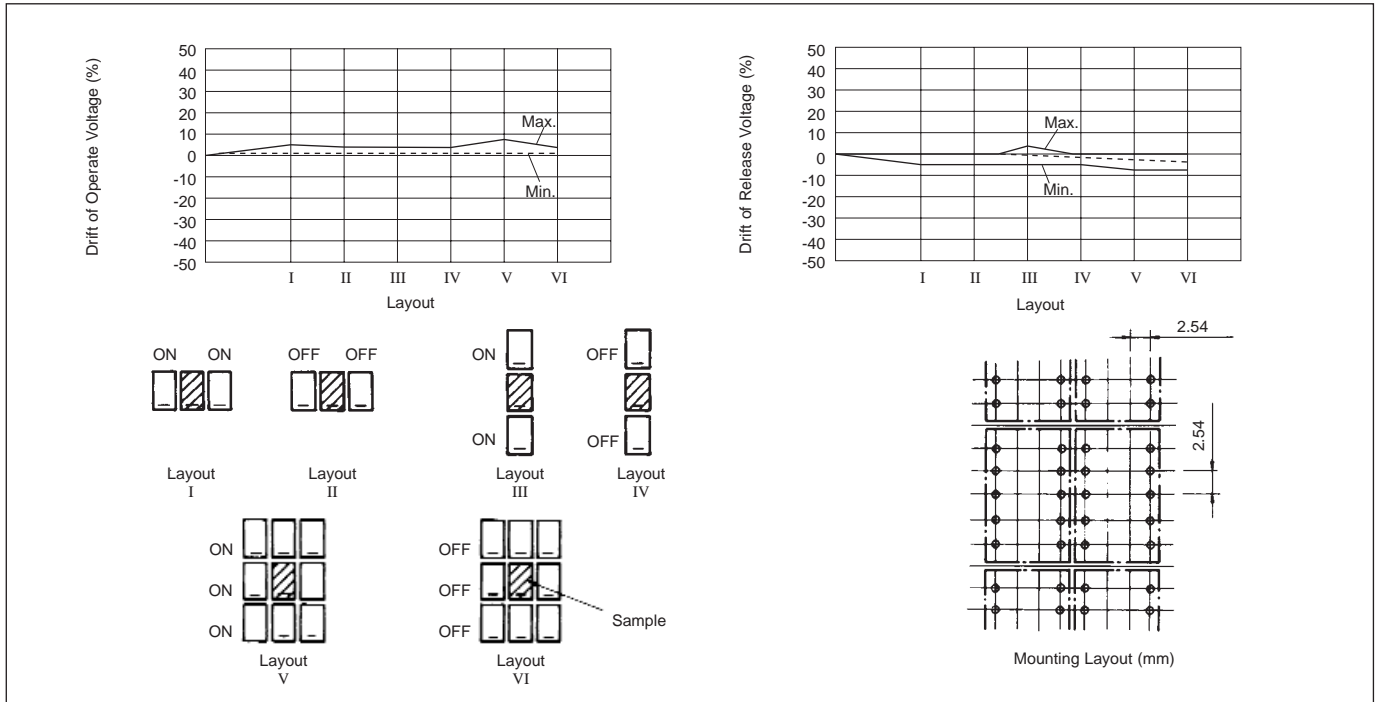 Drift of Operate Voltage (%)
50
40
30
20
10
0
-10
-20
-30
-40
-50
Max.
Min.
I II III IV V VI
Layout
Drift of Release Voltage (%)
50
40
30
20
10
0
-10
-20
-30
-40
-50
Max.
Min.
I II III IV V VI
Layout
ON ON
Layout
I
OFF OFF
Layout
II
ON
ON
Layout
III
OFF
OFF
Layout
IV
ON
ON
ON
Layout
V
OFF
OFF
OFF
Sample
Layout
VI
2.54
2.54
Mounting Layout (mm)